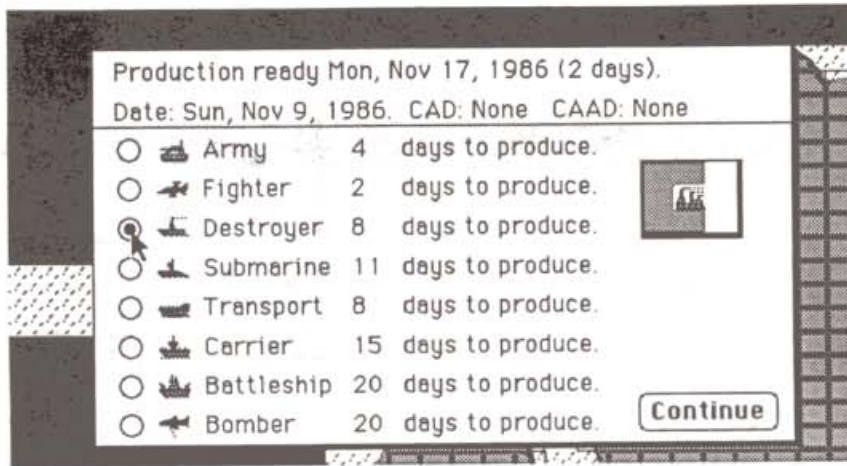 Production ready Mon, Nov 17, 1986 (2 days).
Date: Sun, Nov 9, 1986. CAD: None CAAD: None
Army 4 days to produce.
Fighter 2 days to produce.
Destroyer 8 days to produce.
Submarine 11 days to produce.
Transport 8 days to produce.
Carrier 15 days to produce.
Battleship 20 days to produce.
Bomber 20 days to produce.
Continue